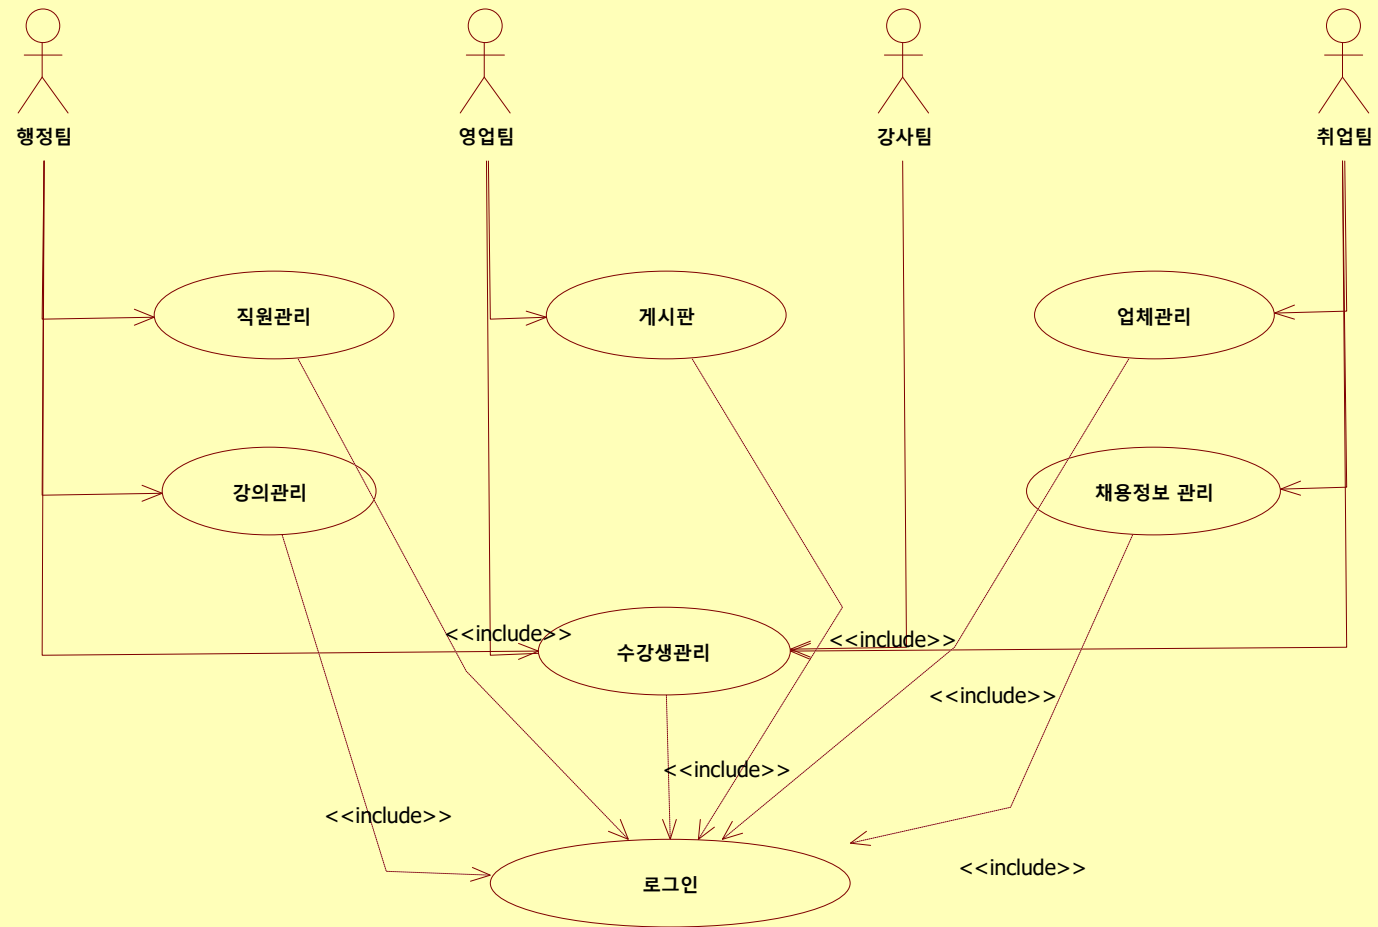 행정팀
영업팀
강사팀
취업팀
직원관리
게시판
업체관리
강의관리
채용정보 관리
<<include>>
<<include>>
수강생관리
<<include>>
<<include>>
<<include>>
<<include>>
로그인